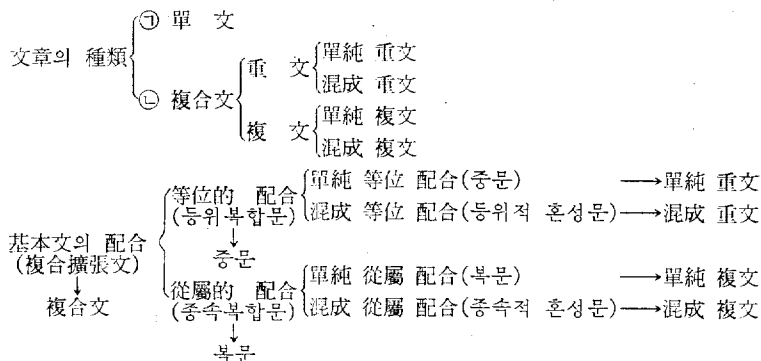 ㉠ 單 文
文章의 種類
重 文
單純 重文
混成 重文
㉡ 複合文
複 文
單純 複文
混成 複文
等位的 配合 單純 等位 配合(중문) →單純 重文
(등위복합문) 混成 等位 配合(등위적 혼성문)→混成 重文
↓
중문
基本文의 配合
(複合擴張文)
↓
複合文
從屬的 配合 單純 從屬 配合(복문) →單純 複文
(종속복합문) 混成 從屬 配合(종속적 혼성문)→混成 複文
↓
복문